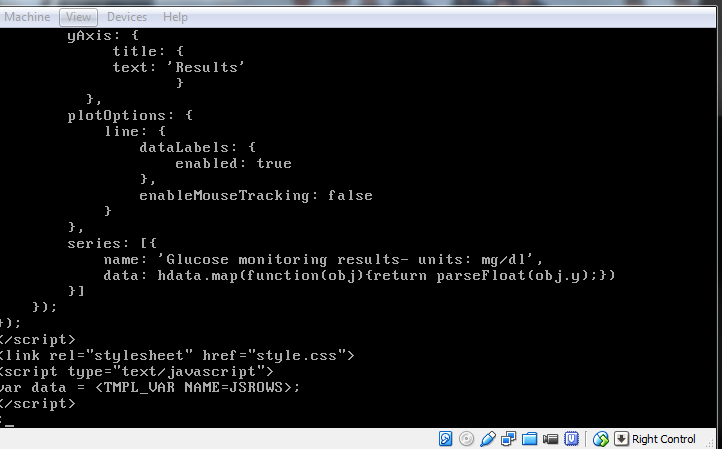 Machine View Devices Help
yAxis: {
title: {
text: 'Results'
}
},
plotOptions: {
line: {
dataLabels: {
enabled: true
},
enableMouseTracking: false
}
},
series: [{
name: 'Glucose monitoring results- units: mg/dl',
data: hdata.map(function(obj){return parseFloat(obj.y);})
}]
});
});
</script>
<link rel="stylesheet" href="style.css">
<script type="text/javascript">
var data = <TMPL_VAR NAME=JSROWS>;
</script>
:_
Right Control